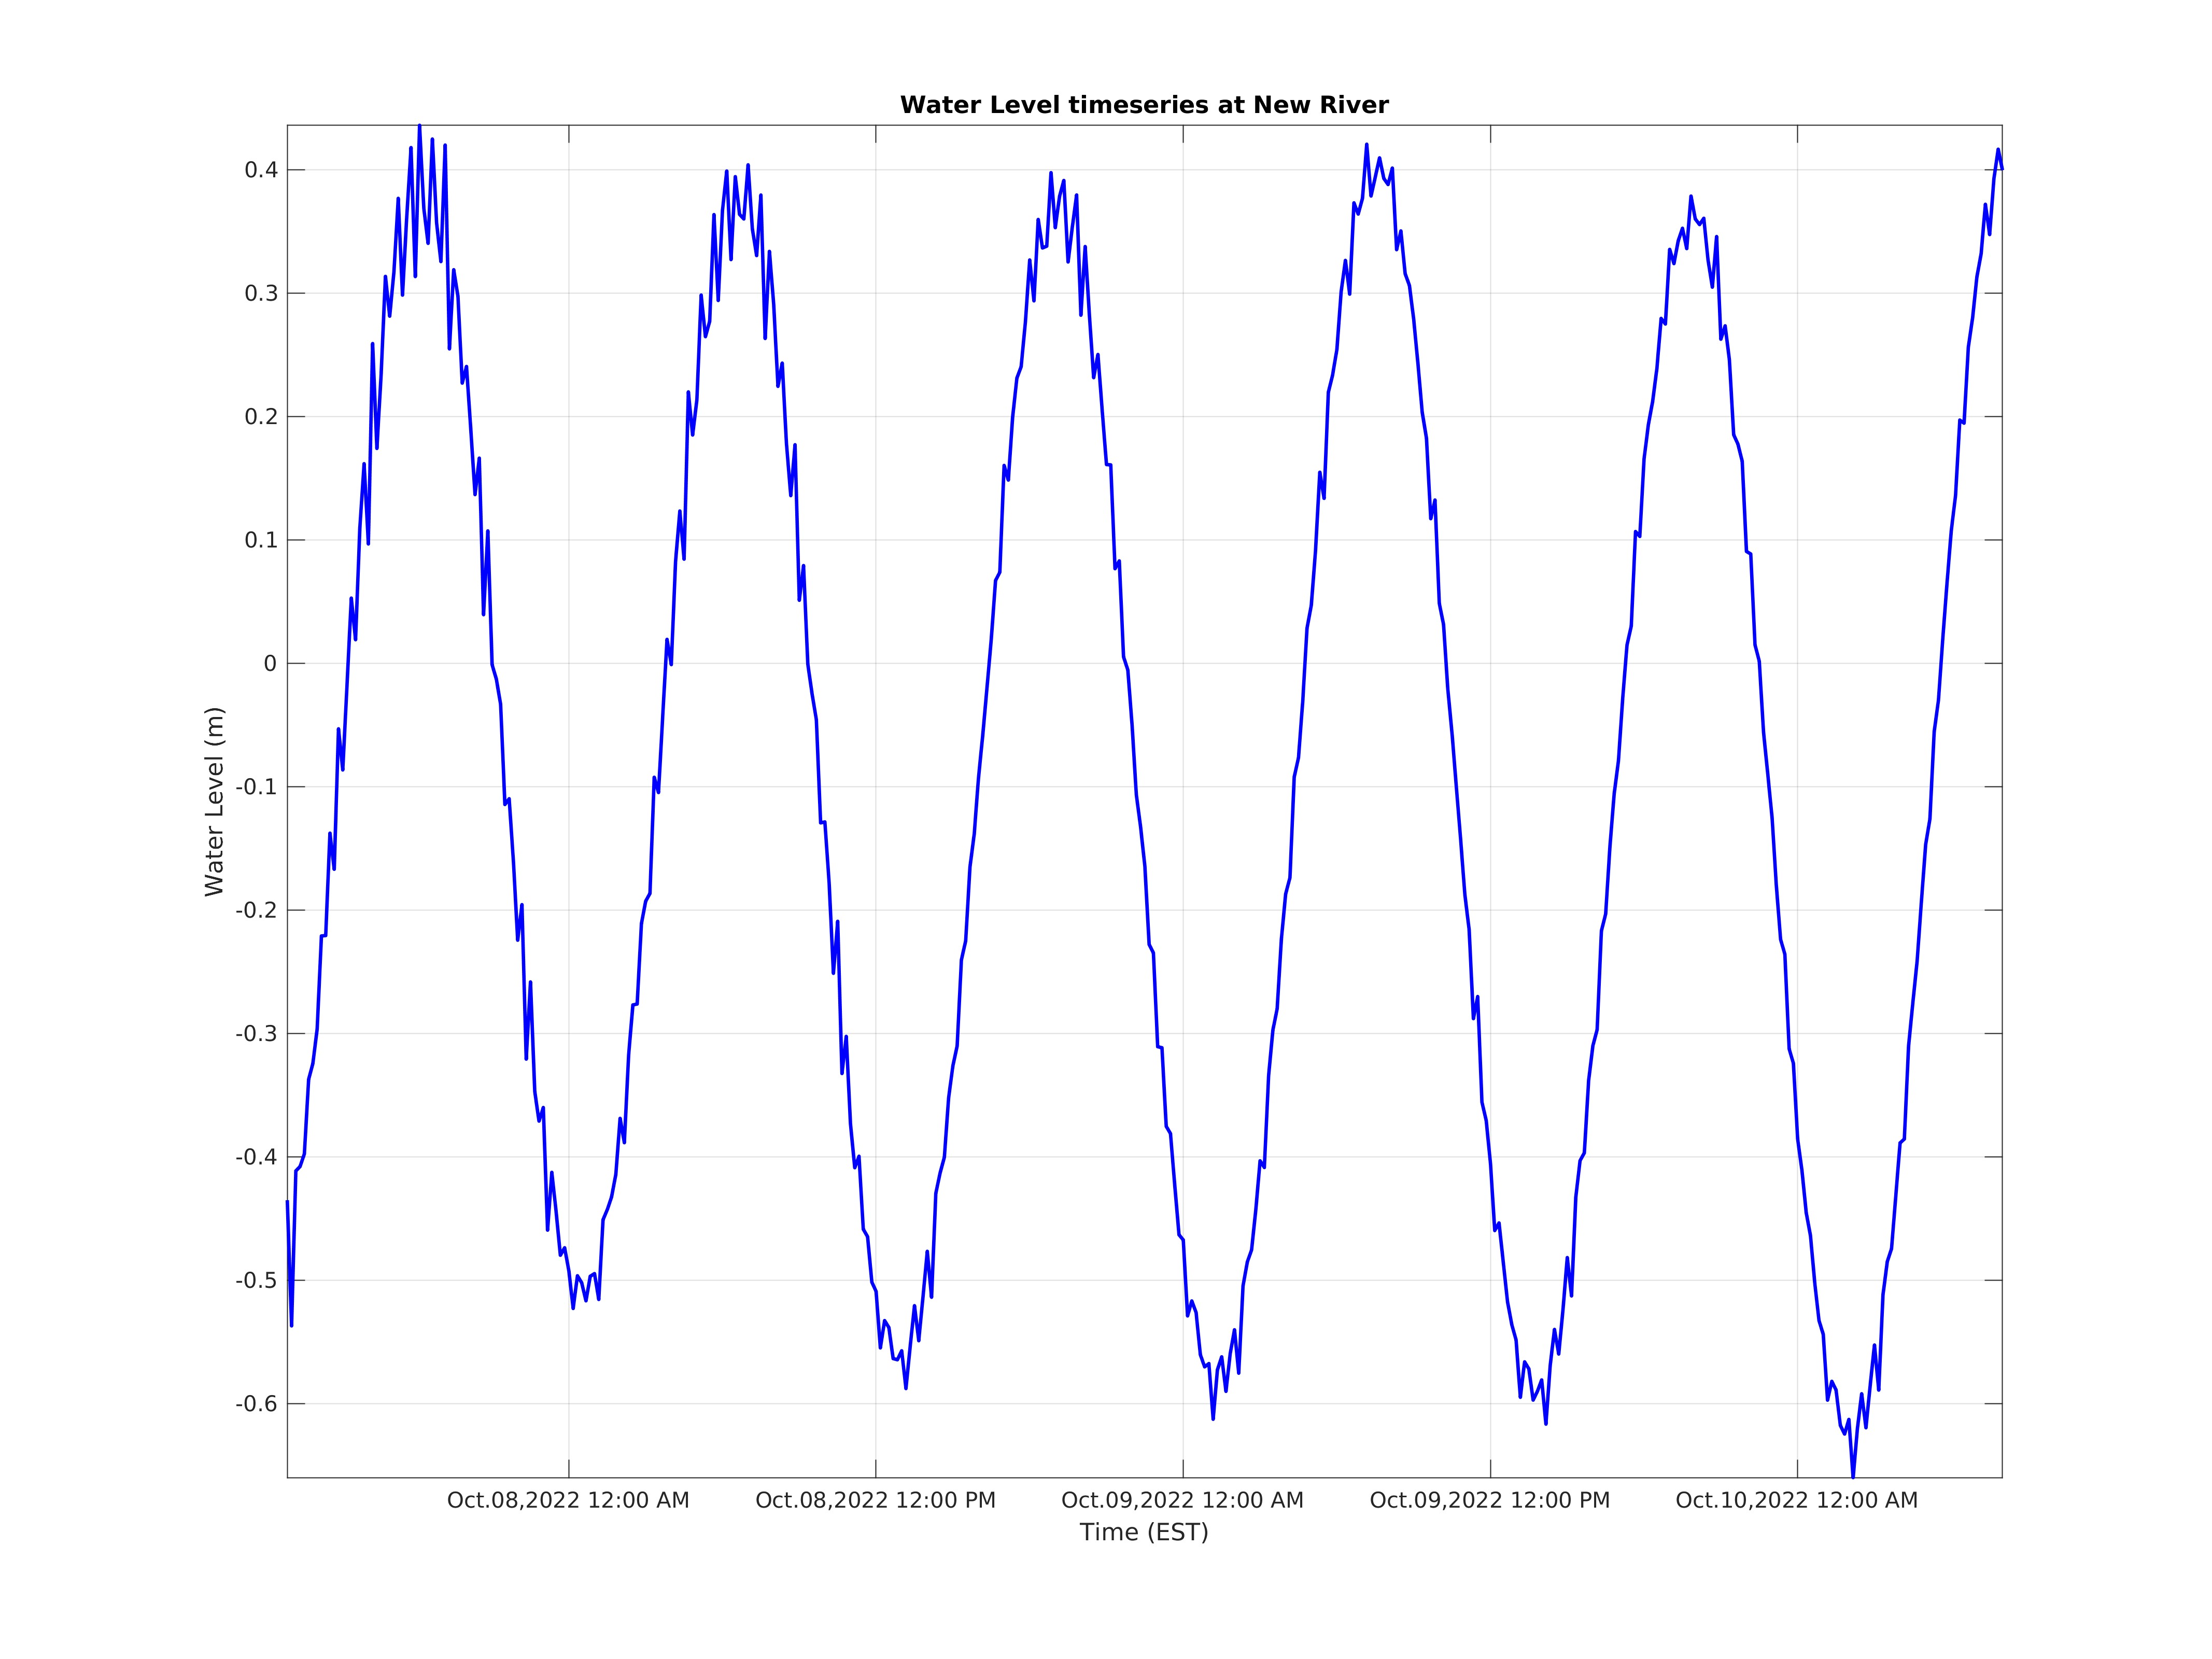 Water Level timeseries at New River
0.4
0.3
0.2
0.1
0
-0.1
-0.2
-0.3
-0.4
-0.5
-0.6
Water Level (m)
Oct.08,2022 12:00 AM
Oct.08,2022 12:00 PM
Oct.09,2022 12:00 AM
Oct.09,2022 12:00 PM
Oct.10,2022 12:00 AM
Time (EST)